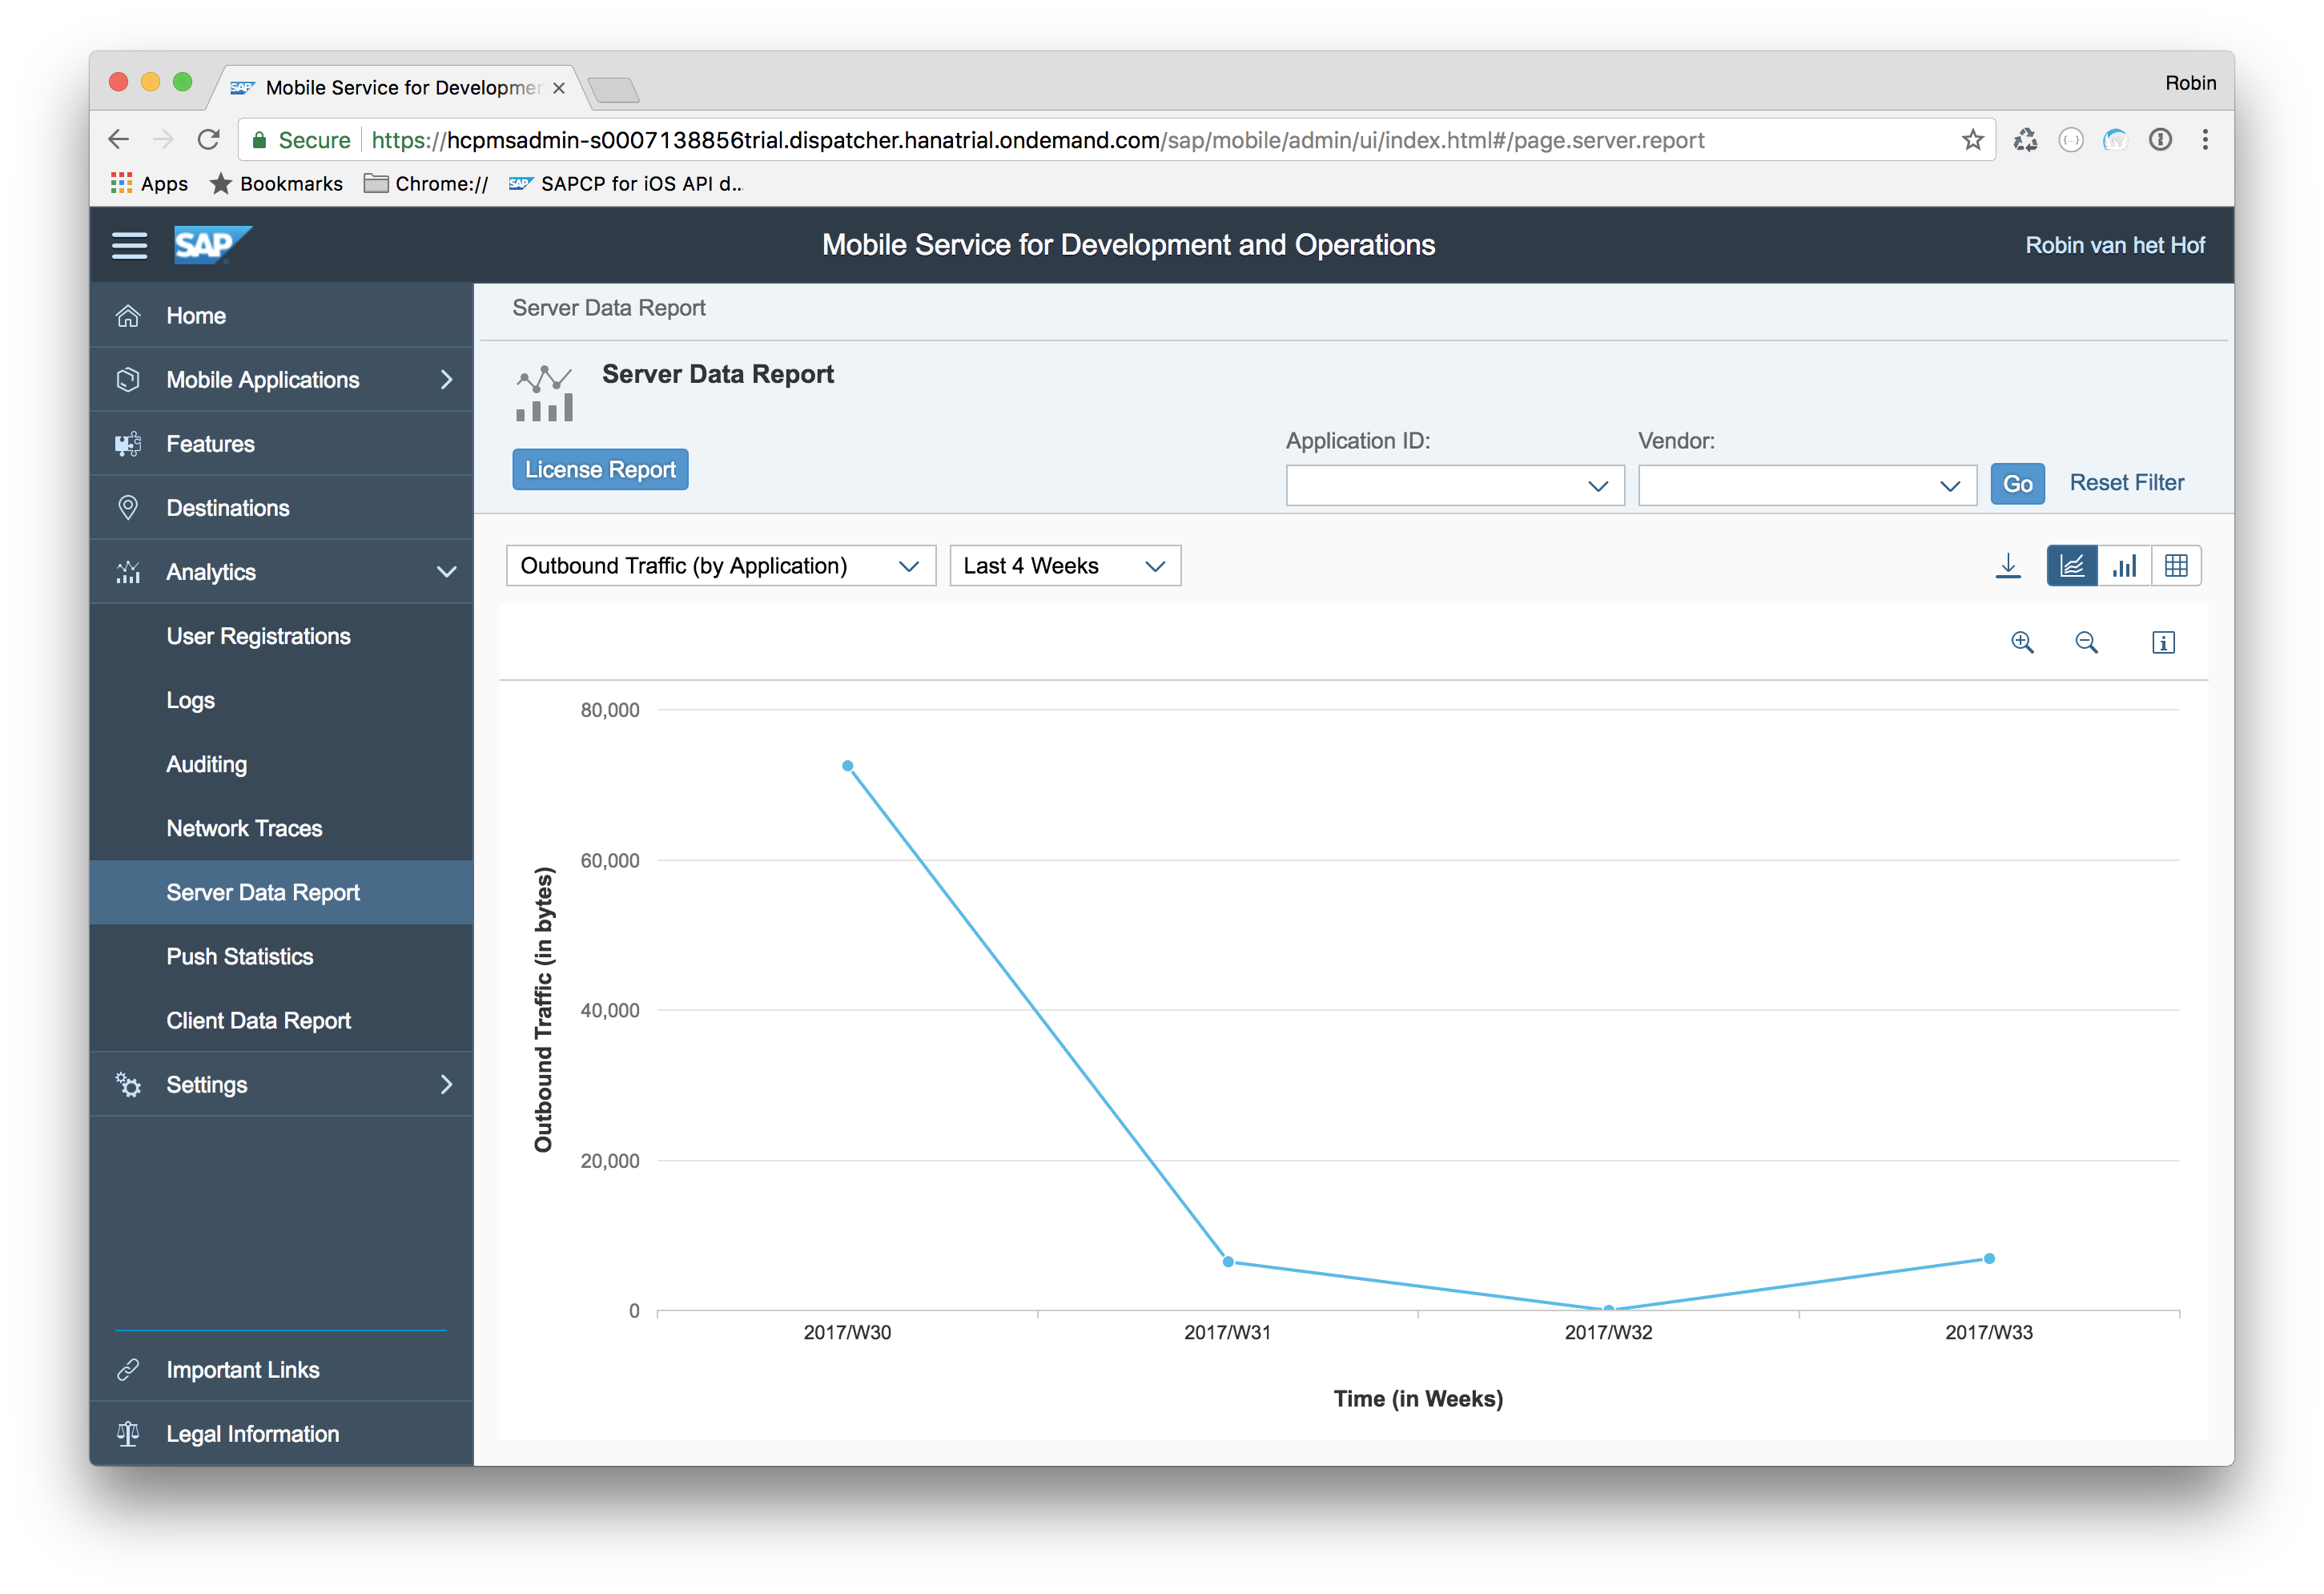 Mobile Service for Developmen
Robin
Secure https://hcpmsadmin-s0007138856trial.dispatcher.hanatrial.ondemand.com/sap/mobile/admin/ui/index.html#/page.server.report
Apps Bookmarks Chrome:// SAP SAPCP for iOS API d...
SAP Mobile Service for Development and Operations Robin van het Hof
Home
Mobile Applications
Features
Destinations
Analytics
User Registrations
Logs
Auditing
Network Traces
Server Data Report
Push Statistics
Client Data Report
Settings
Important Links
Legal Information
Server Data Report
Server Data Report
License Report
Application ID: Vendor:
Go Reset Filter
Outbound Traffic (by Application) Last 4 Weeks
Outbound Traffic (in bytes)
80,000
60,000
40,000
20,000
0
2017/W30 2017/W31 2017/W32 2017/W33
Time (in Weeks)